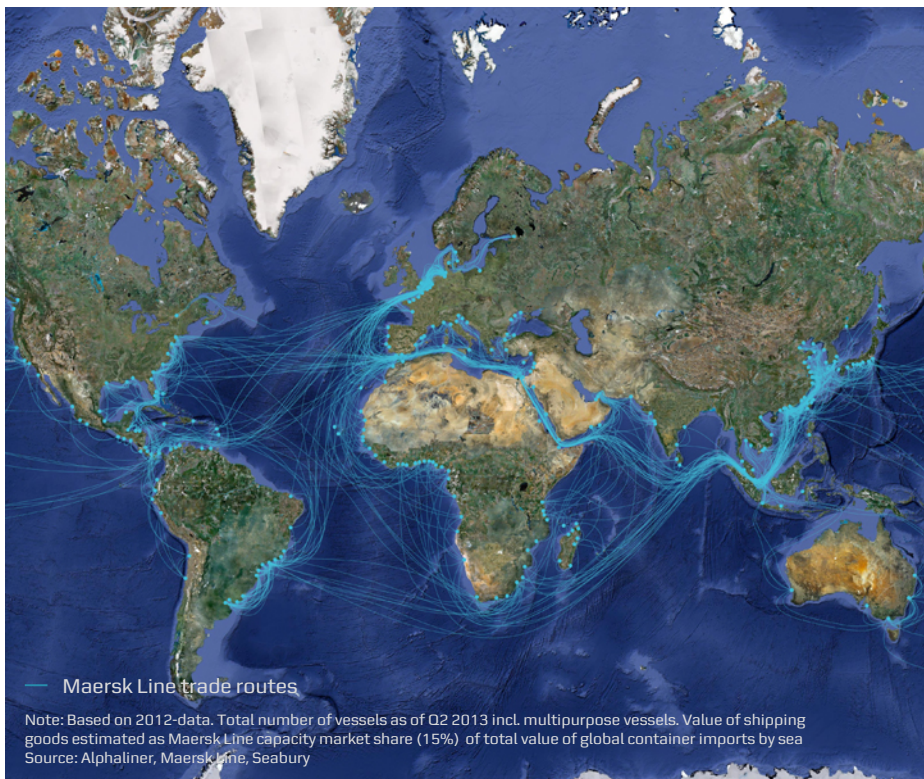 Maersk Line trade routes
Note: Based on 2012-data. Total number of vessels as of Q2 2013 incl. multipurpose vessels. Value of shipping
goods estimated as Maersk Line capacity market share (15%) of total value of global container imports by sea
Source: Alphaliner, Maersk Line, Seabury